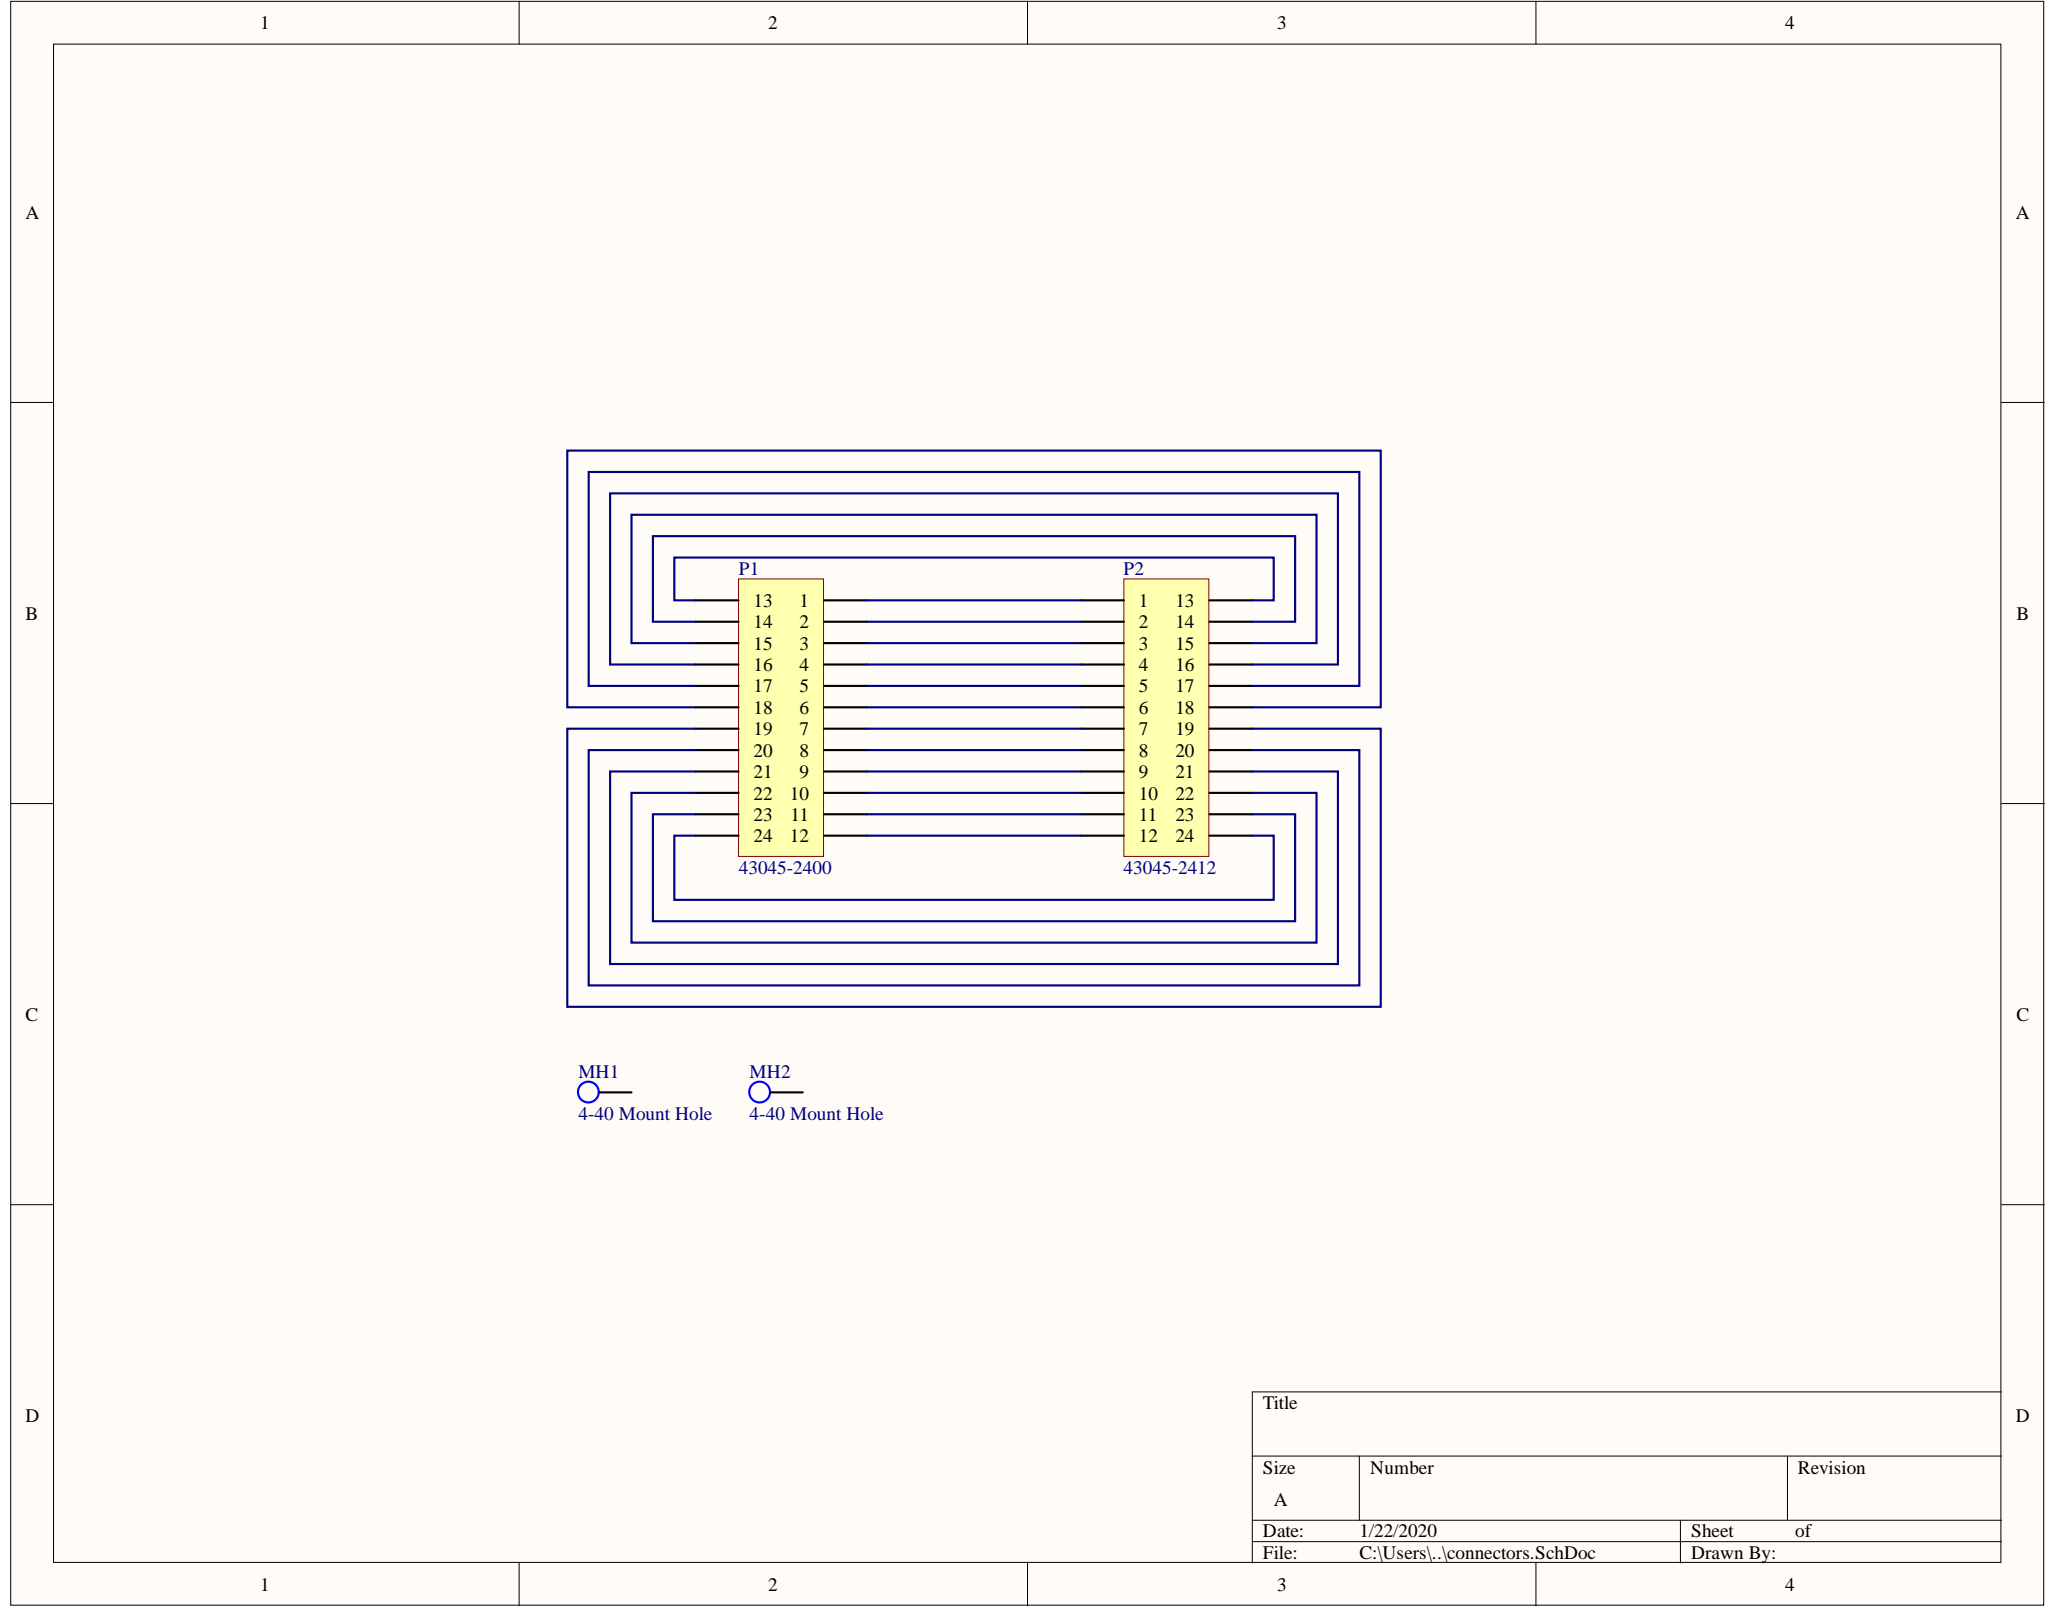 1 2 3 4
A A
P1 P2
13 1 1 13
14 2 2 14
B 15 3 3 15 B
16 4 4 16
17 5 5 17
18 6 6 18
19 7 7 19
20 8 8 20
21 9 9 21
22 10 10 22
23 11 11 23
24 12 12 24
43045-2400 43045-2412
C C
MH1 MH2
4-40 Mount Hole 4-40 Mount Hole
Title
D D
Size Number Revision
A
Date: 1/22/2020 Sheet of
File: C:\Users\..\connectors.SchDoc Drawn By:
1 2 3 4